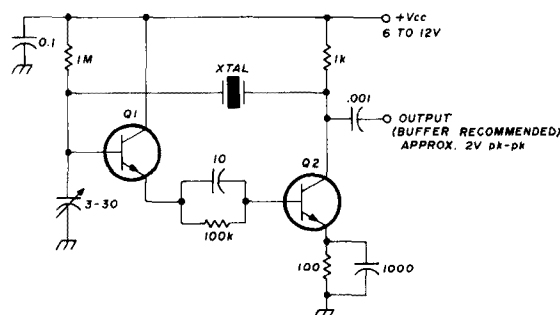 +Vcc
6 TO 12V
0.1
1M
XTAL
1k
.001
OUTPUT
(BUFFER RECOMMENDED)
APPROX. 2V pk-pk
Q1
10
Q2
3-30
100k
100
1000